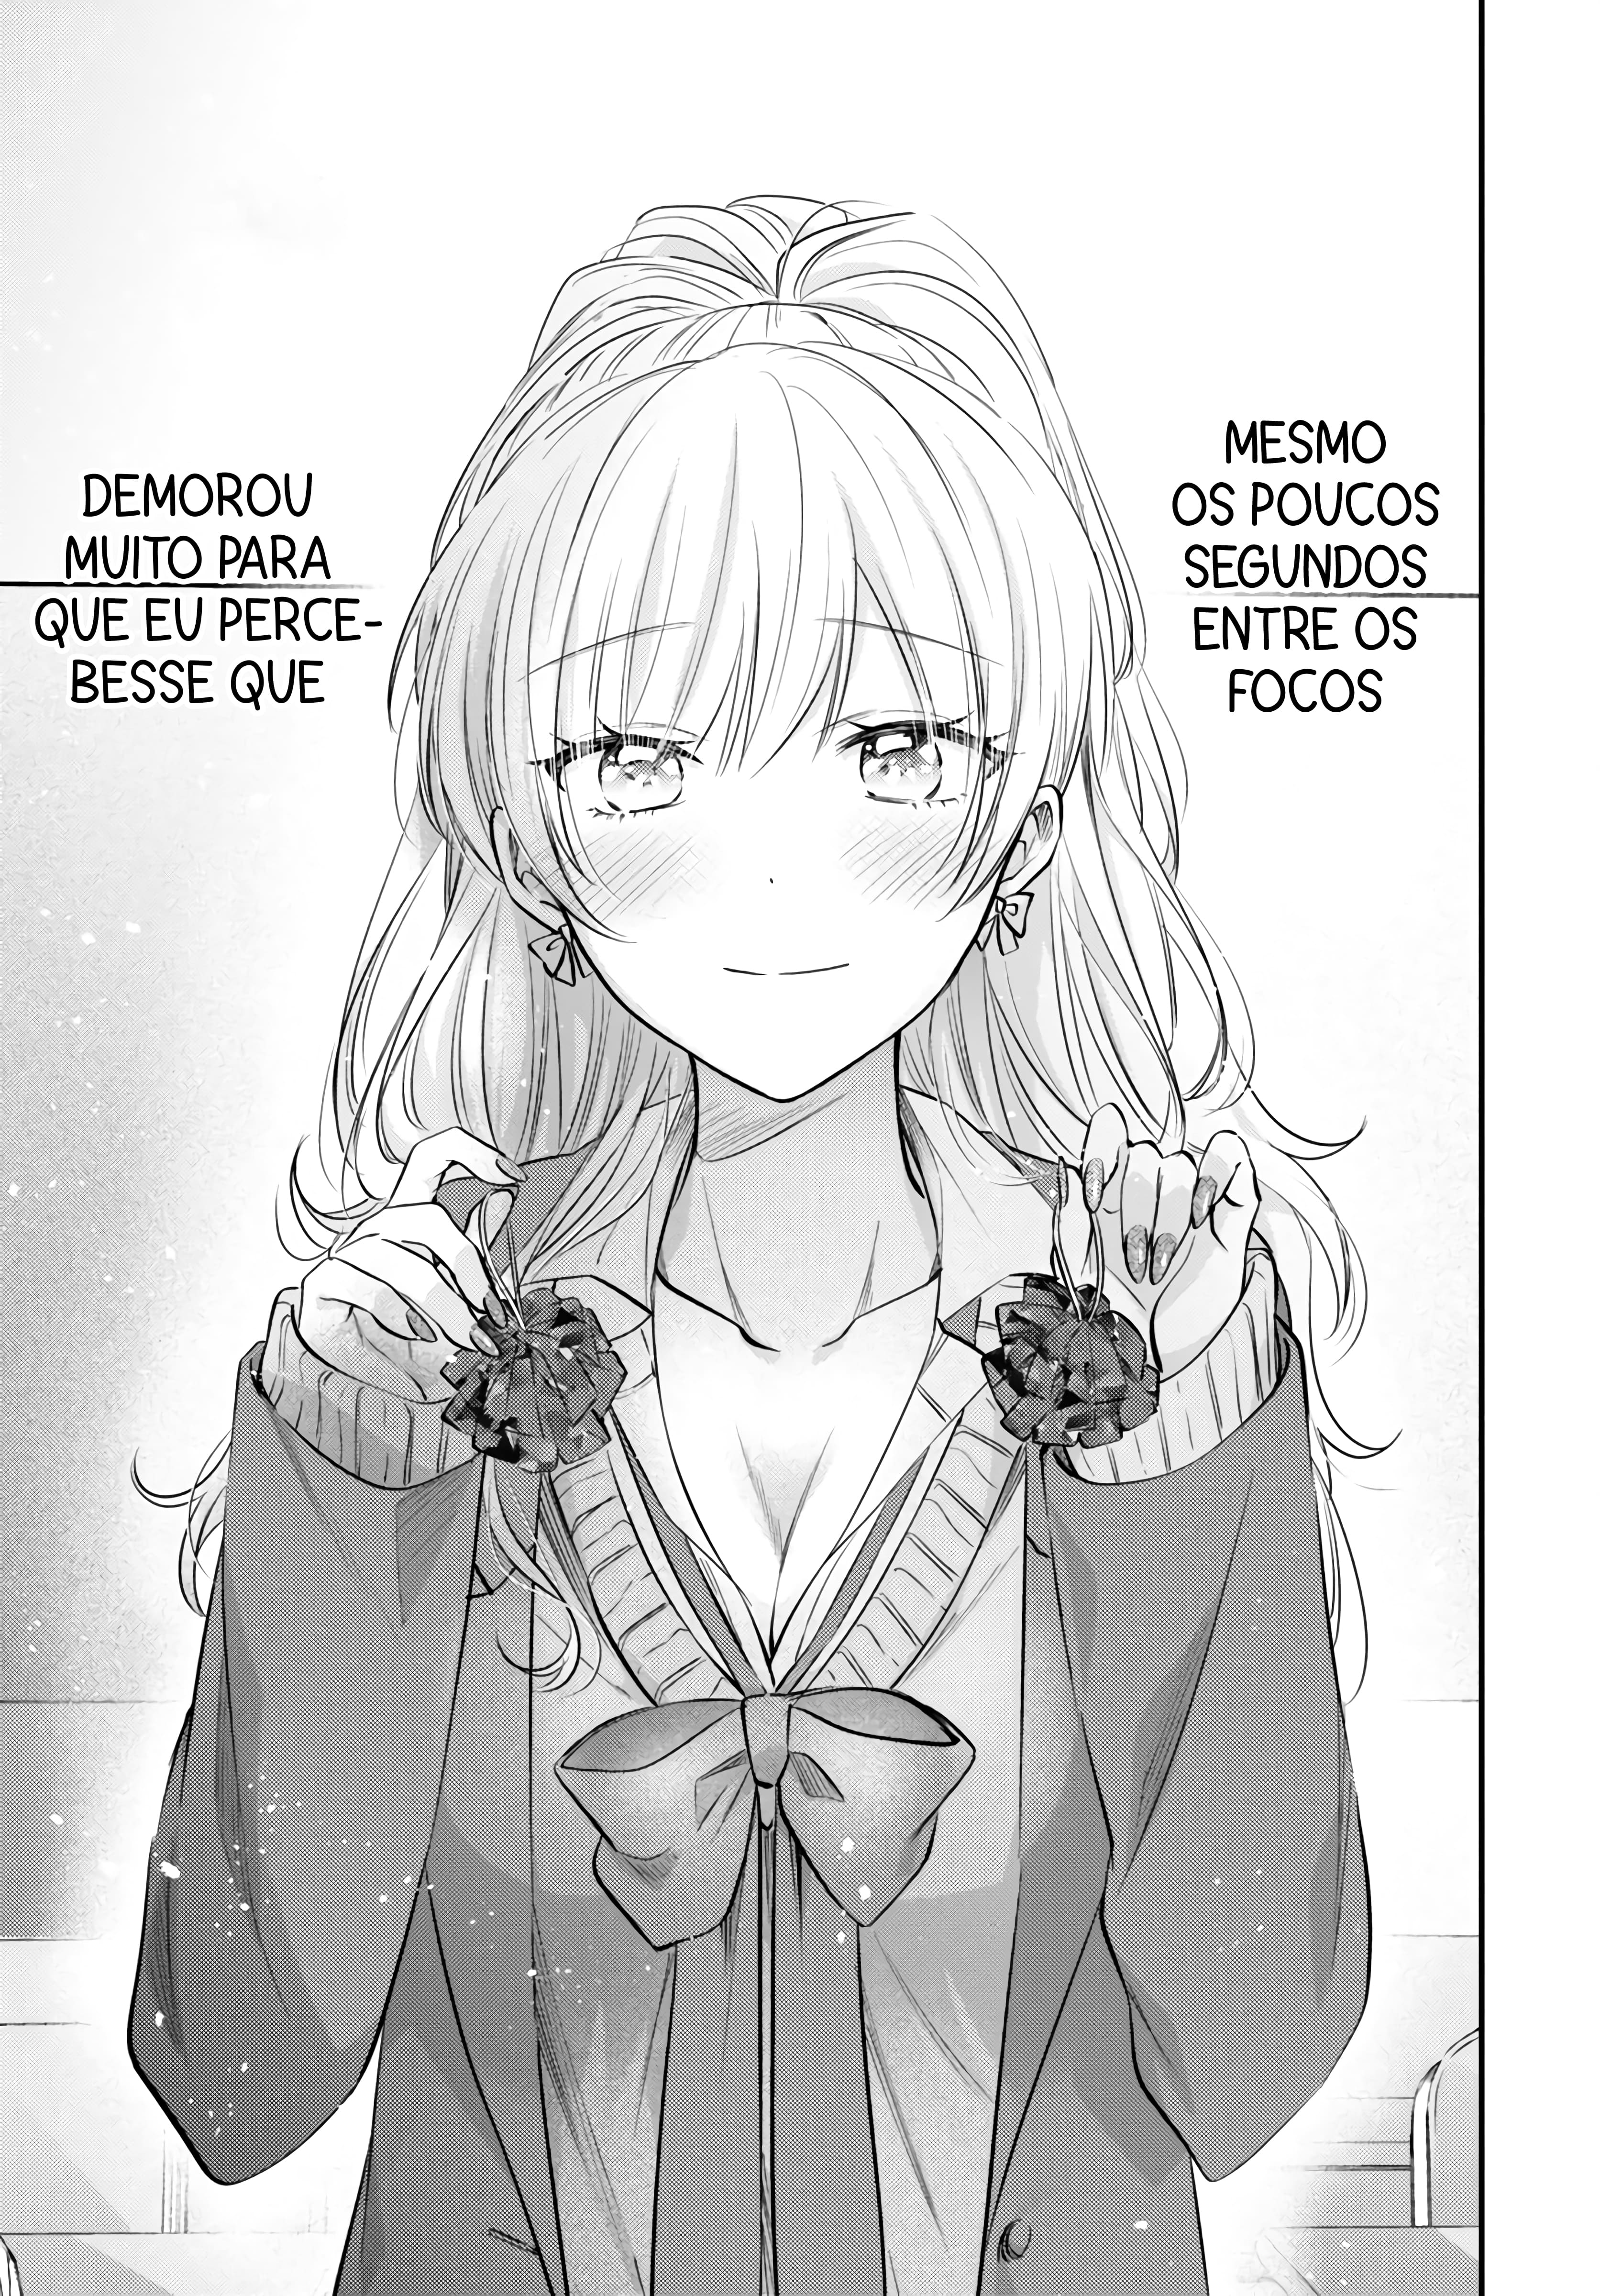 MESMO
OS POUCOS
SEGUNDOS
ENTRE OS
FOCOS
DEMOROU
MUITO PARA
QUE EU PERCE-
BESSE QUE